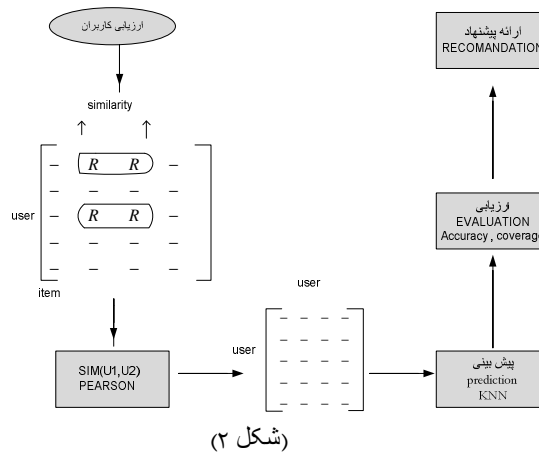 ارزیابی کاربران
similarity
– R R –
– – – –
user – R R –
– – – –
– – – –
item
SIM(U1,U2)
PEARSON
user
user
– – – –
– – – –
– – – –
– – – –
– – – –
پیش بینی
prediction
KNN
ارزیابی
EVALUATION
Accuracy , coverage
ارائه پیشنهاد
RECOMANDATION
(شکل ۲)